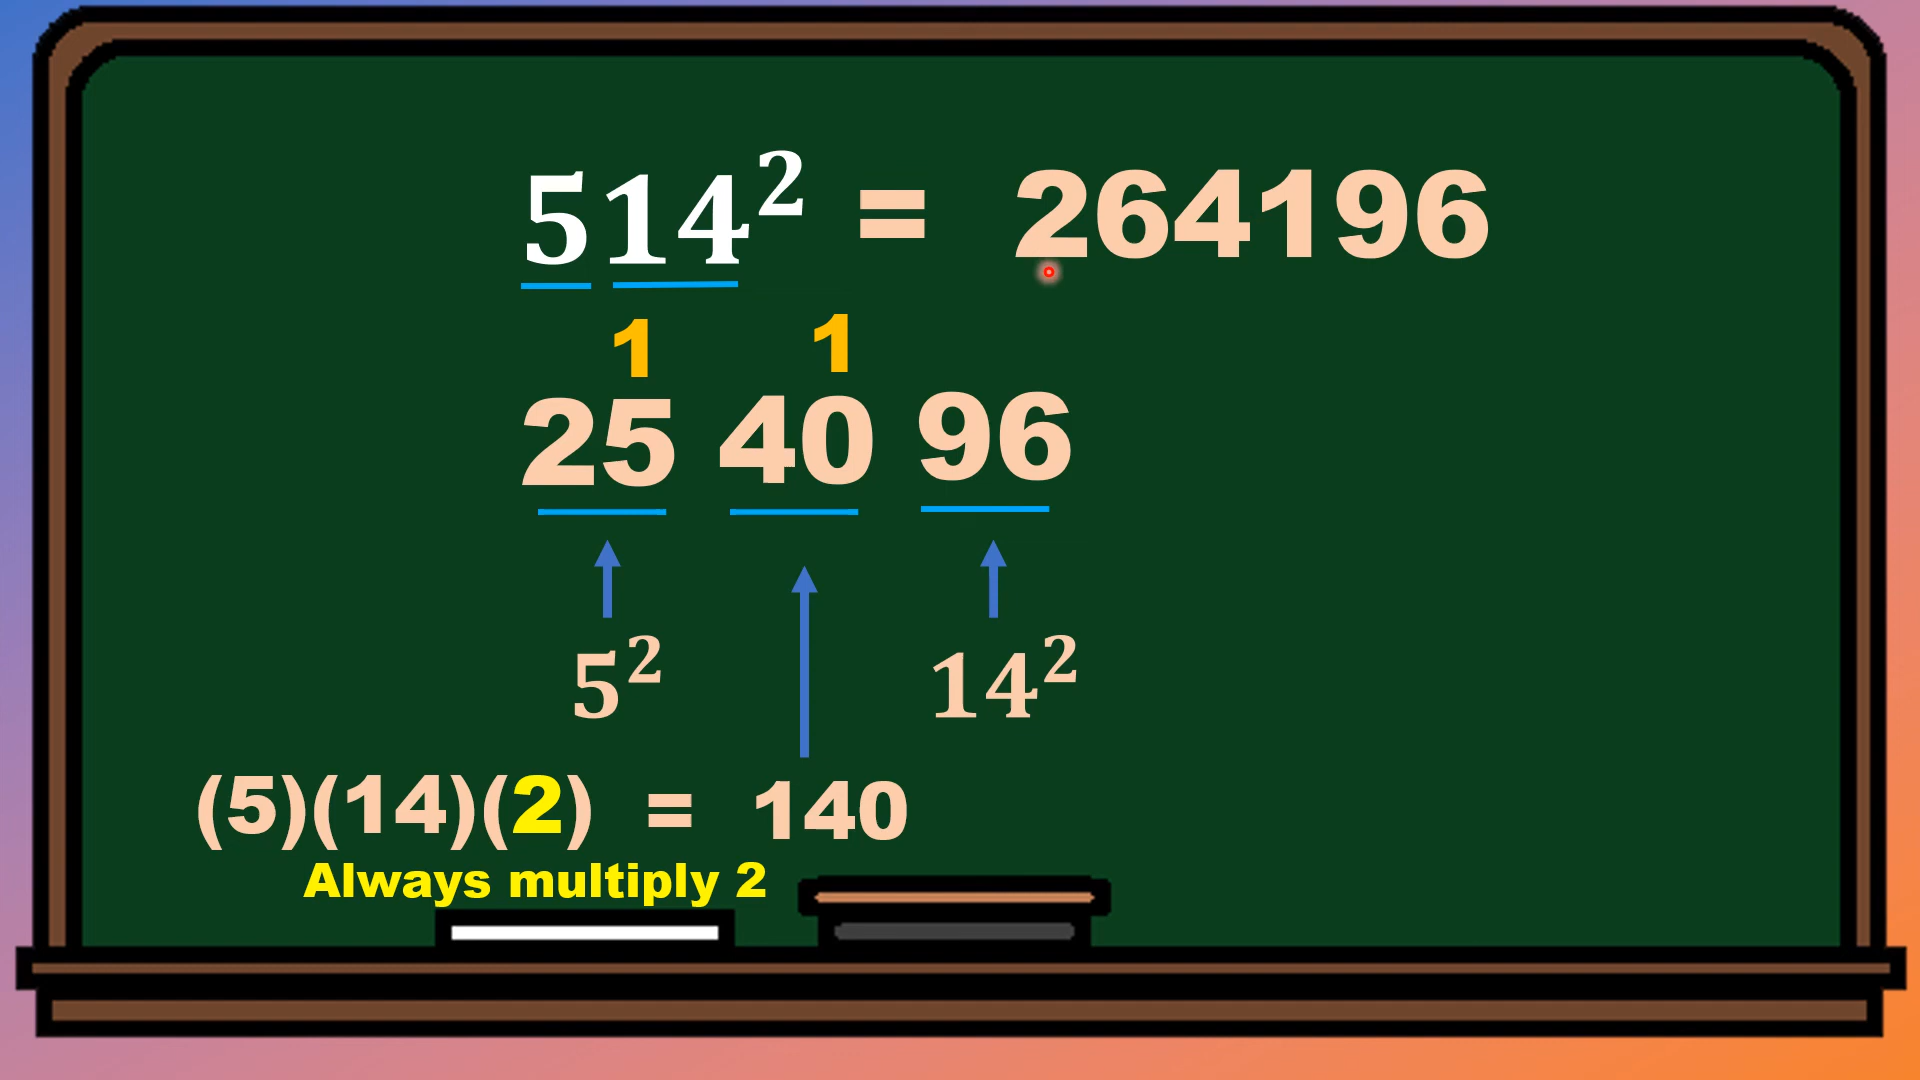 514² = 264196
1 1
25 40 96
5² 14²
(5)(14)(2) = 140
Always multiply 2